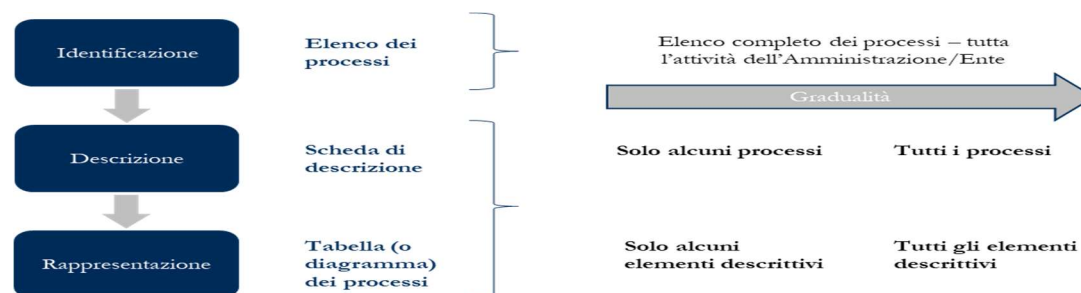 Identificazione
Elenco dei
processi
Elenco completo dei processi – tutta
l'attività dell'Amministrazione/Ente
Gradualità
Descrizione
Scheda di
descrizione
Solo alcuni processi
Tutti i processi
Rappresentazione
Tabella (o
diagramma)
dei processi
Solo alcuni
elementi descrittivi
Tutti gli elementi
descrittivi